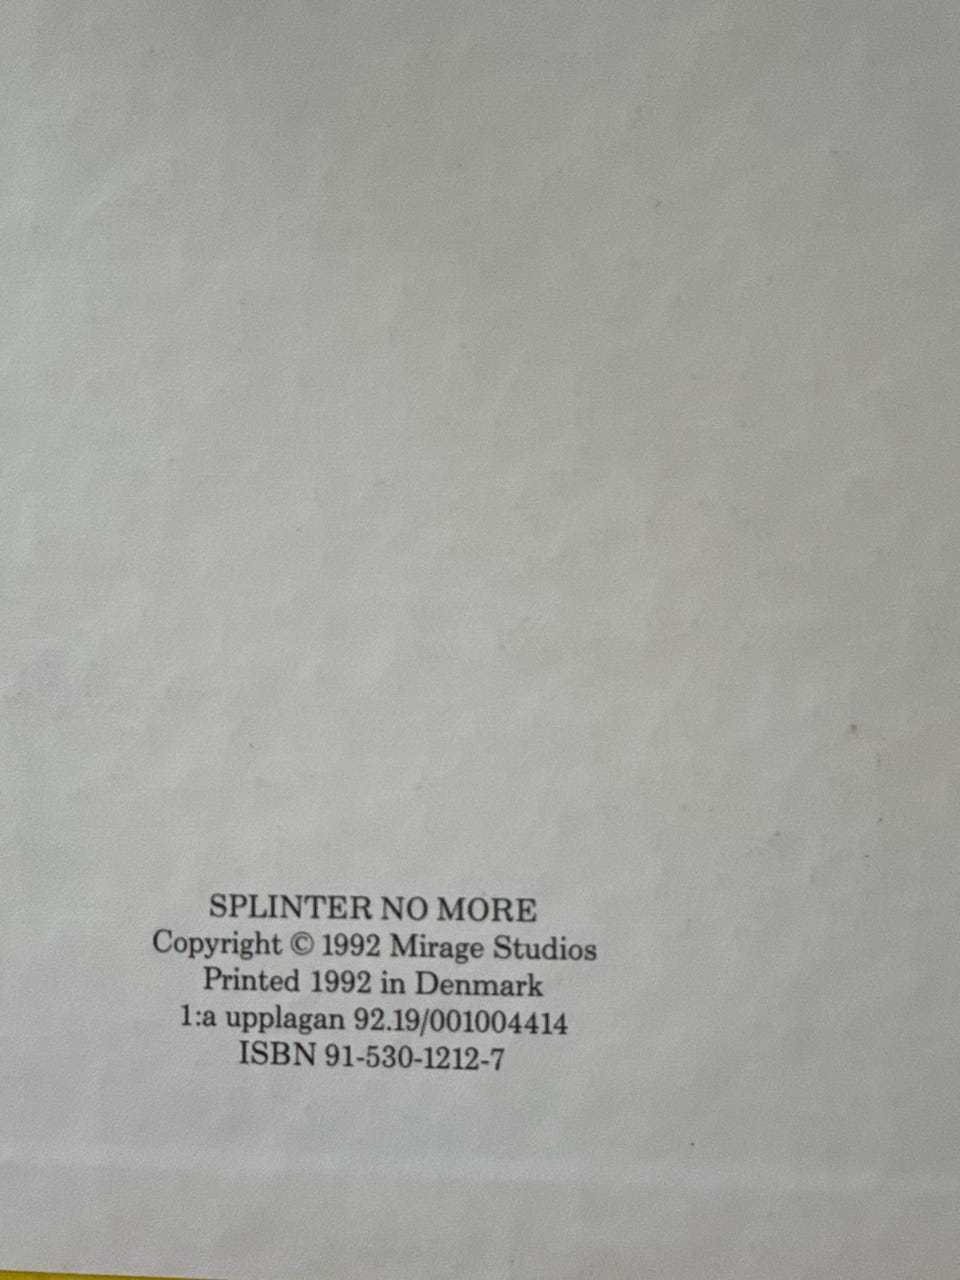 SPLINTER NO MORE
Copyright © 1992 Mirage Studios
Printed 1992 in Denmark
1:a upplagan 92.19/001004414
ISBN 91-530-1212-7